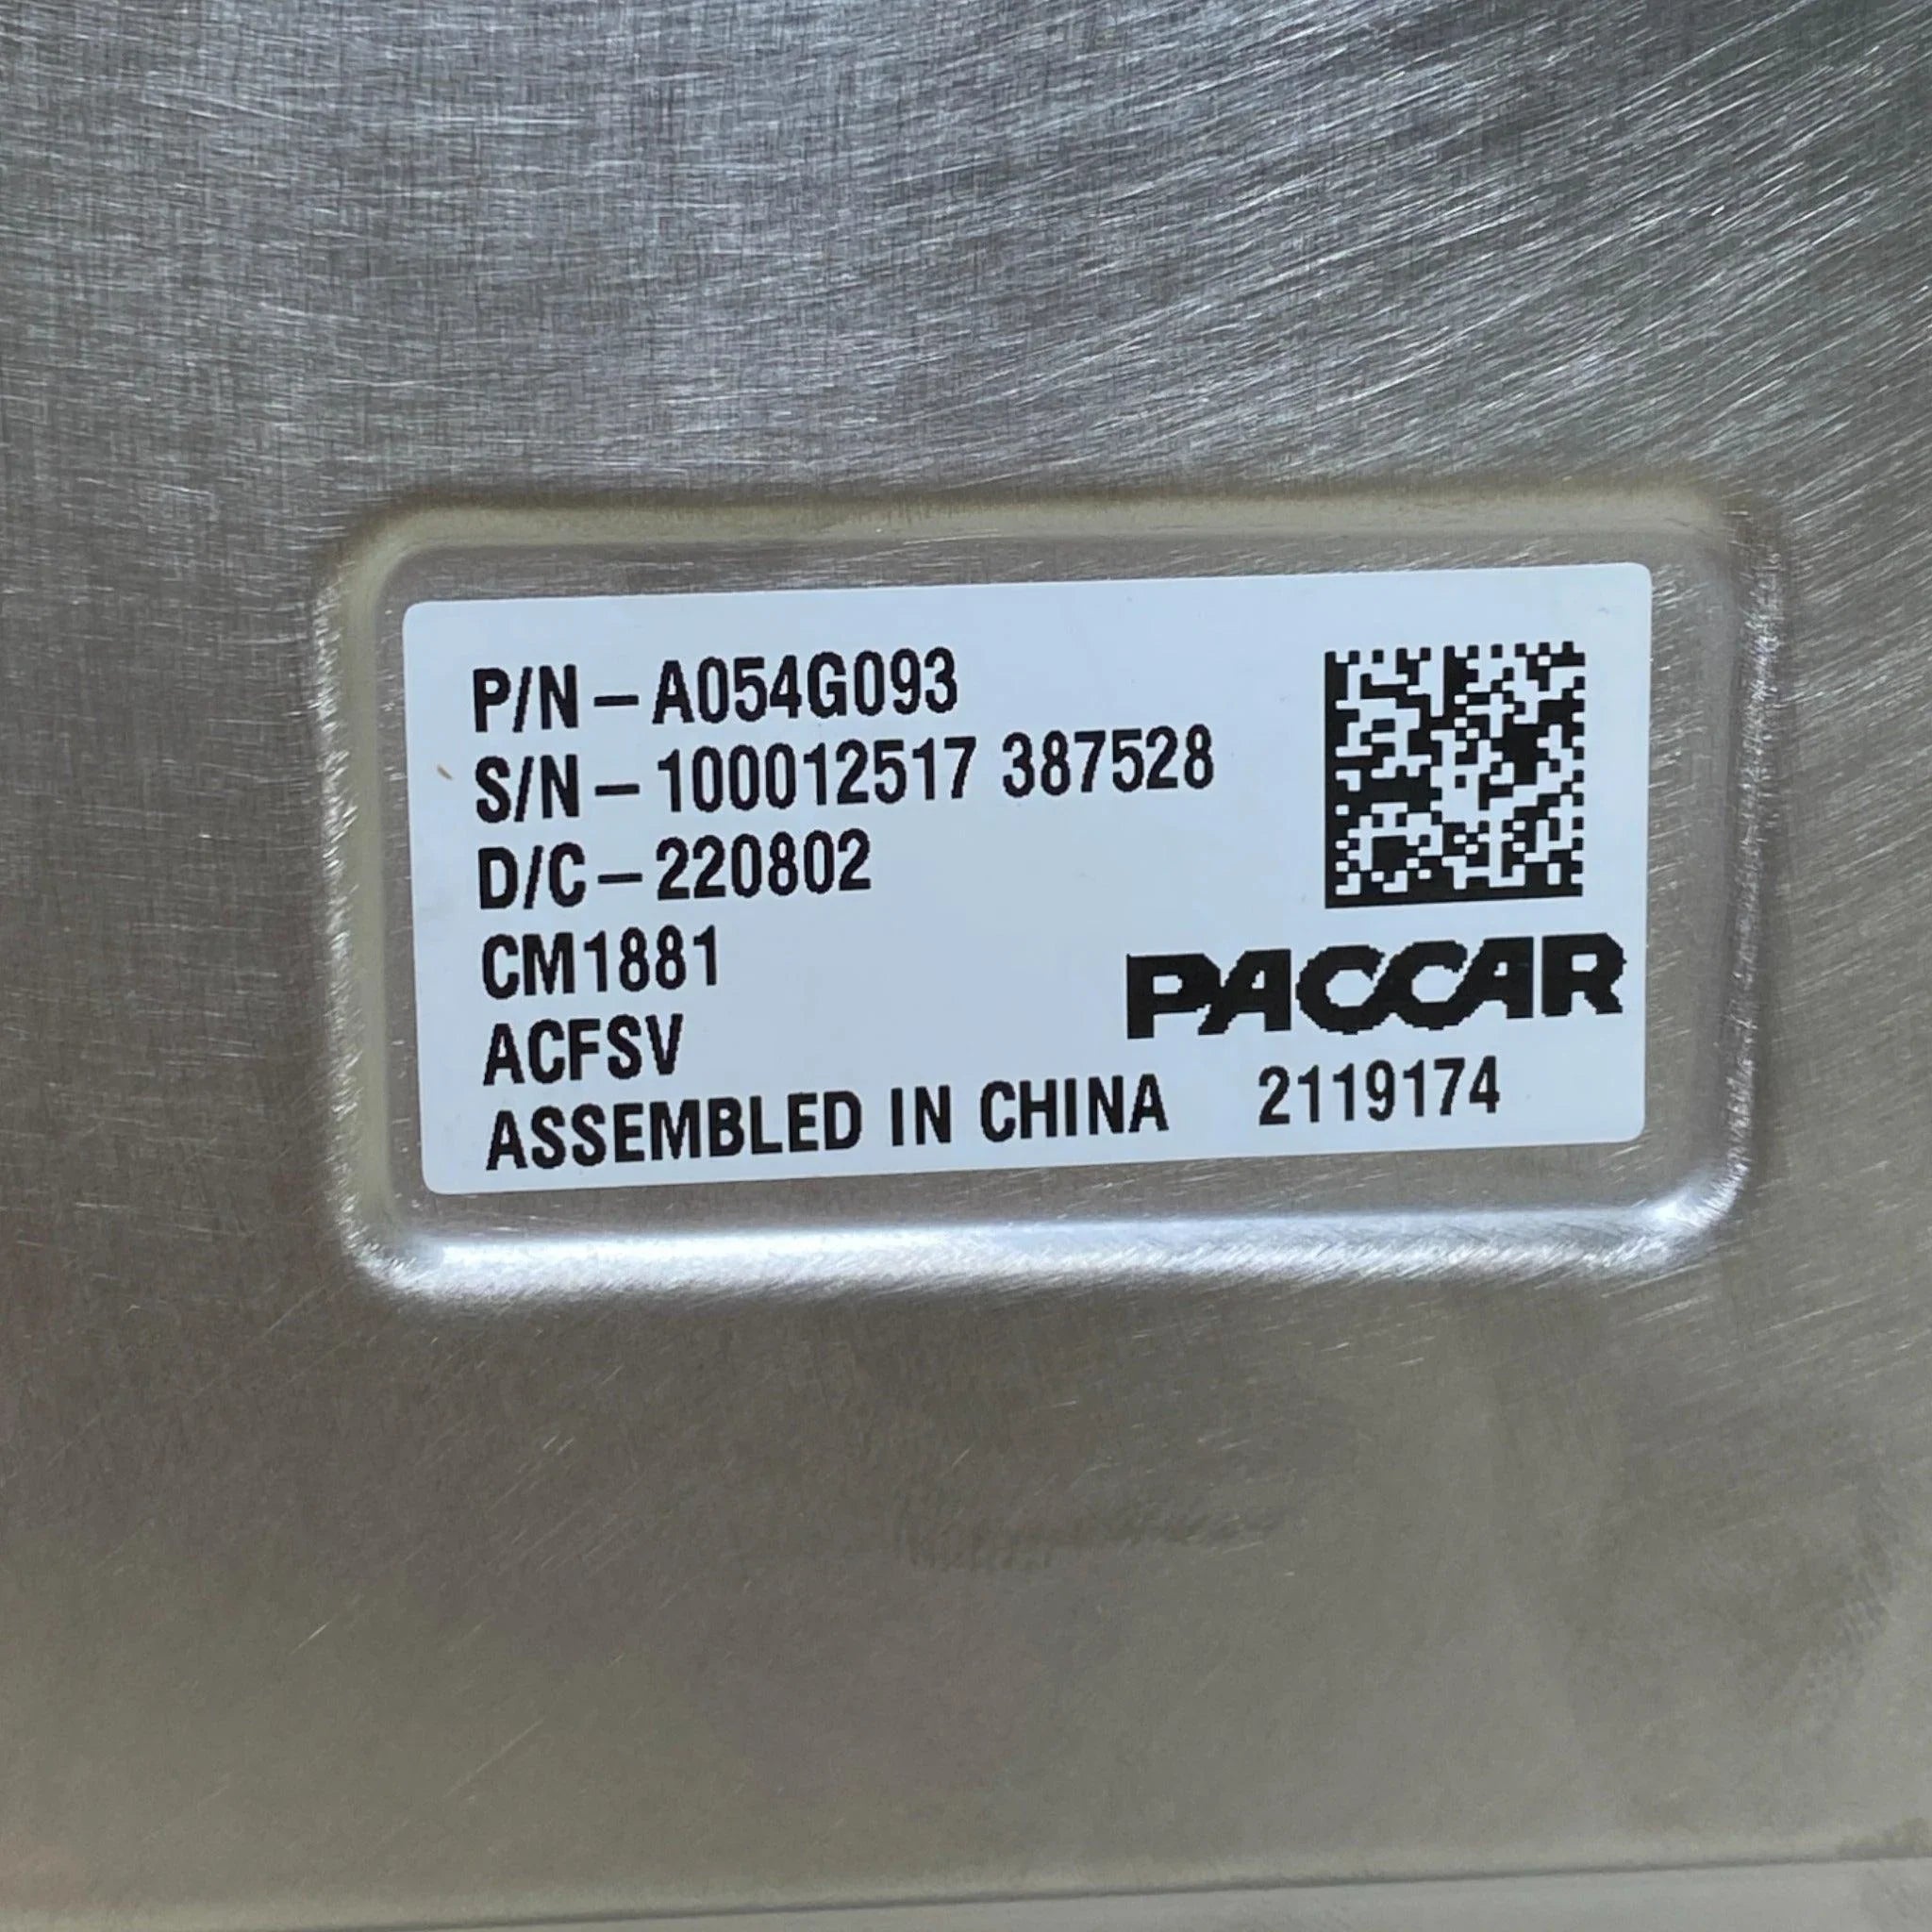 P/N-A054G093
S/N-100012517 387528
D/C-220802
CM1881
ACFSV
PACCAR
ASSEMBLED IN CHINA 2119174